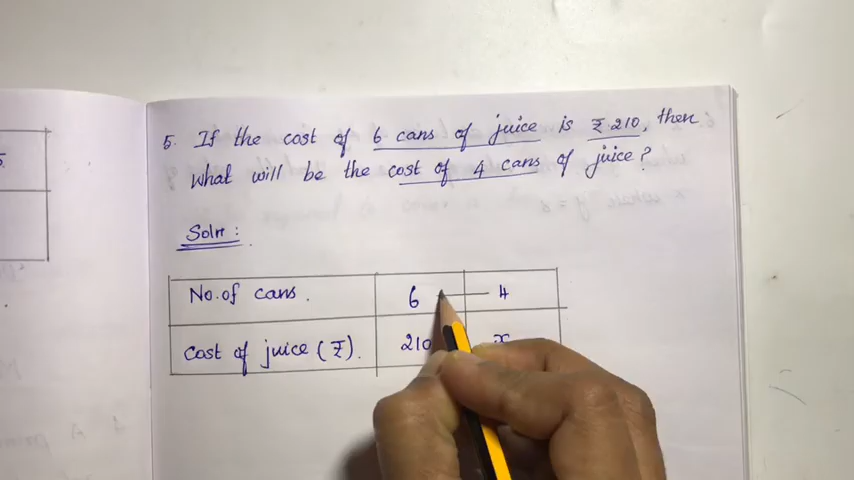 5. If the cost of 6 cans of juice is ₹ 210, then
what will be the cost of 4 cans of juice?
Soln:
No. of cans. 6 4
Cost of juice (₹). 210 x